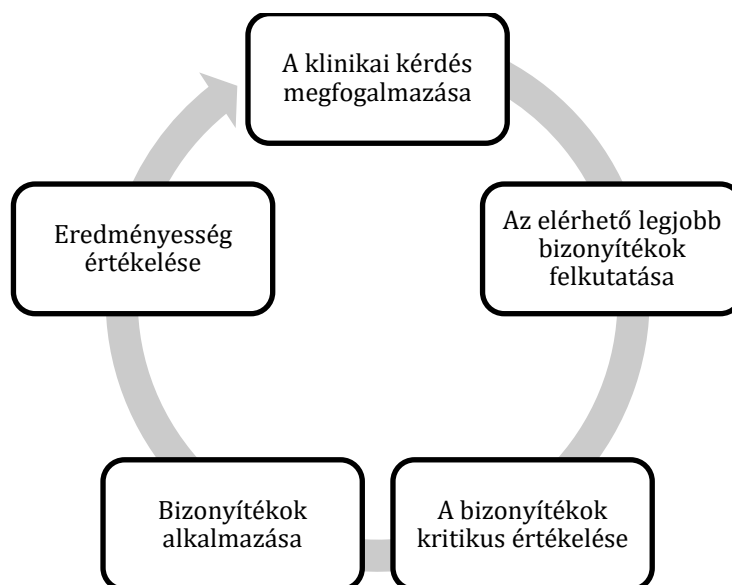 A klinikai kérdés
megfogalmazása
Az elérhető legjobb
bizonyítékok
felkutatása
A bizonyítékok
kritikus értékelése
Bizonyítékok
alkalmazása
Eredményesség
értékelése